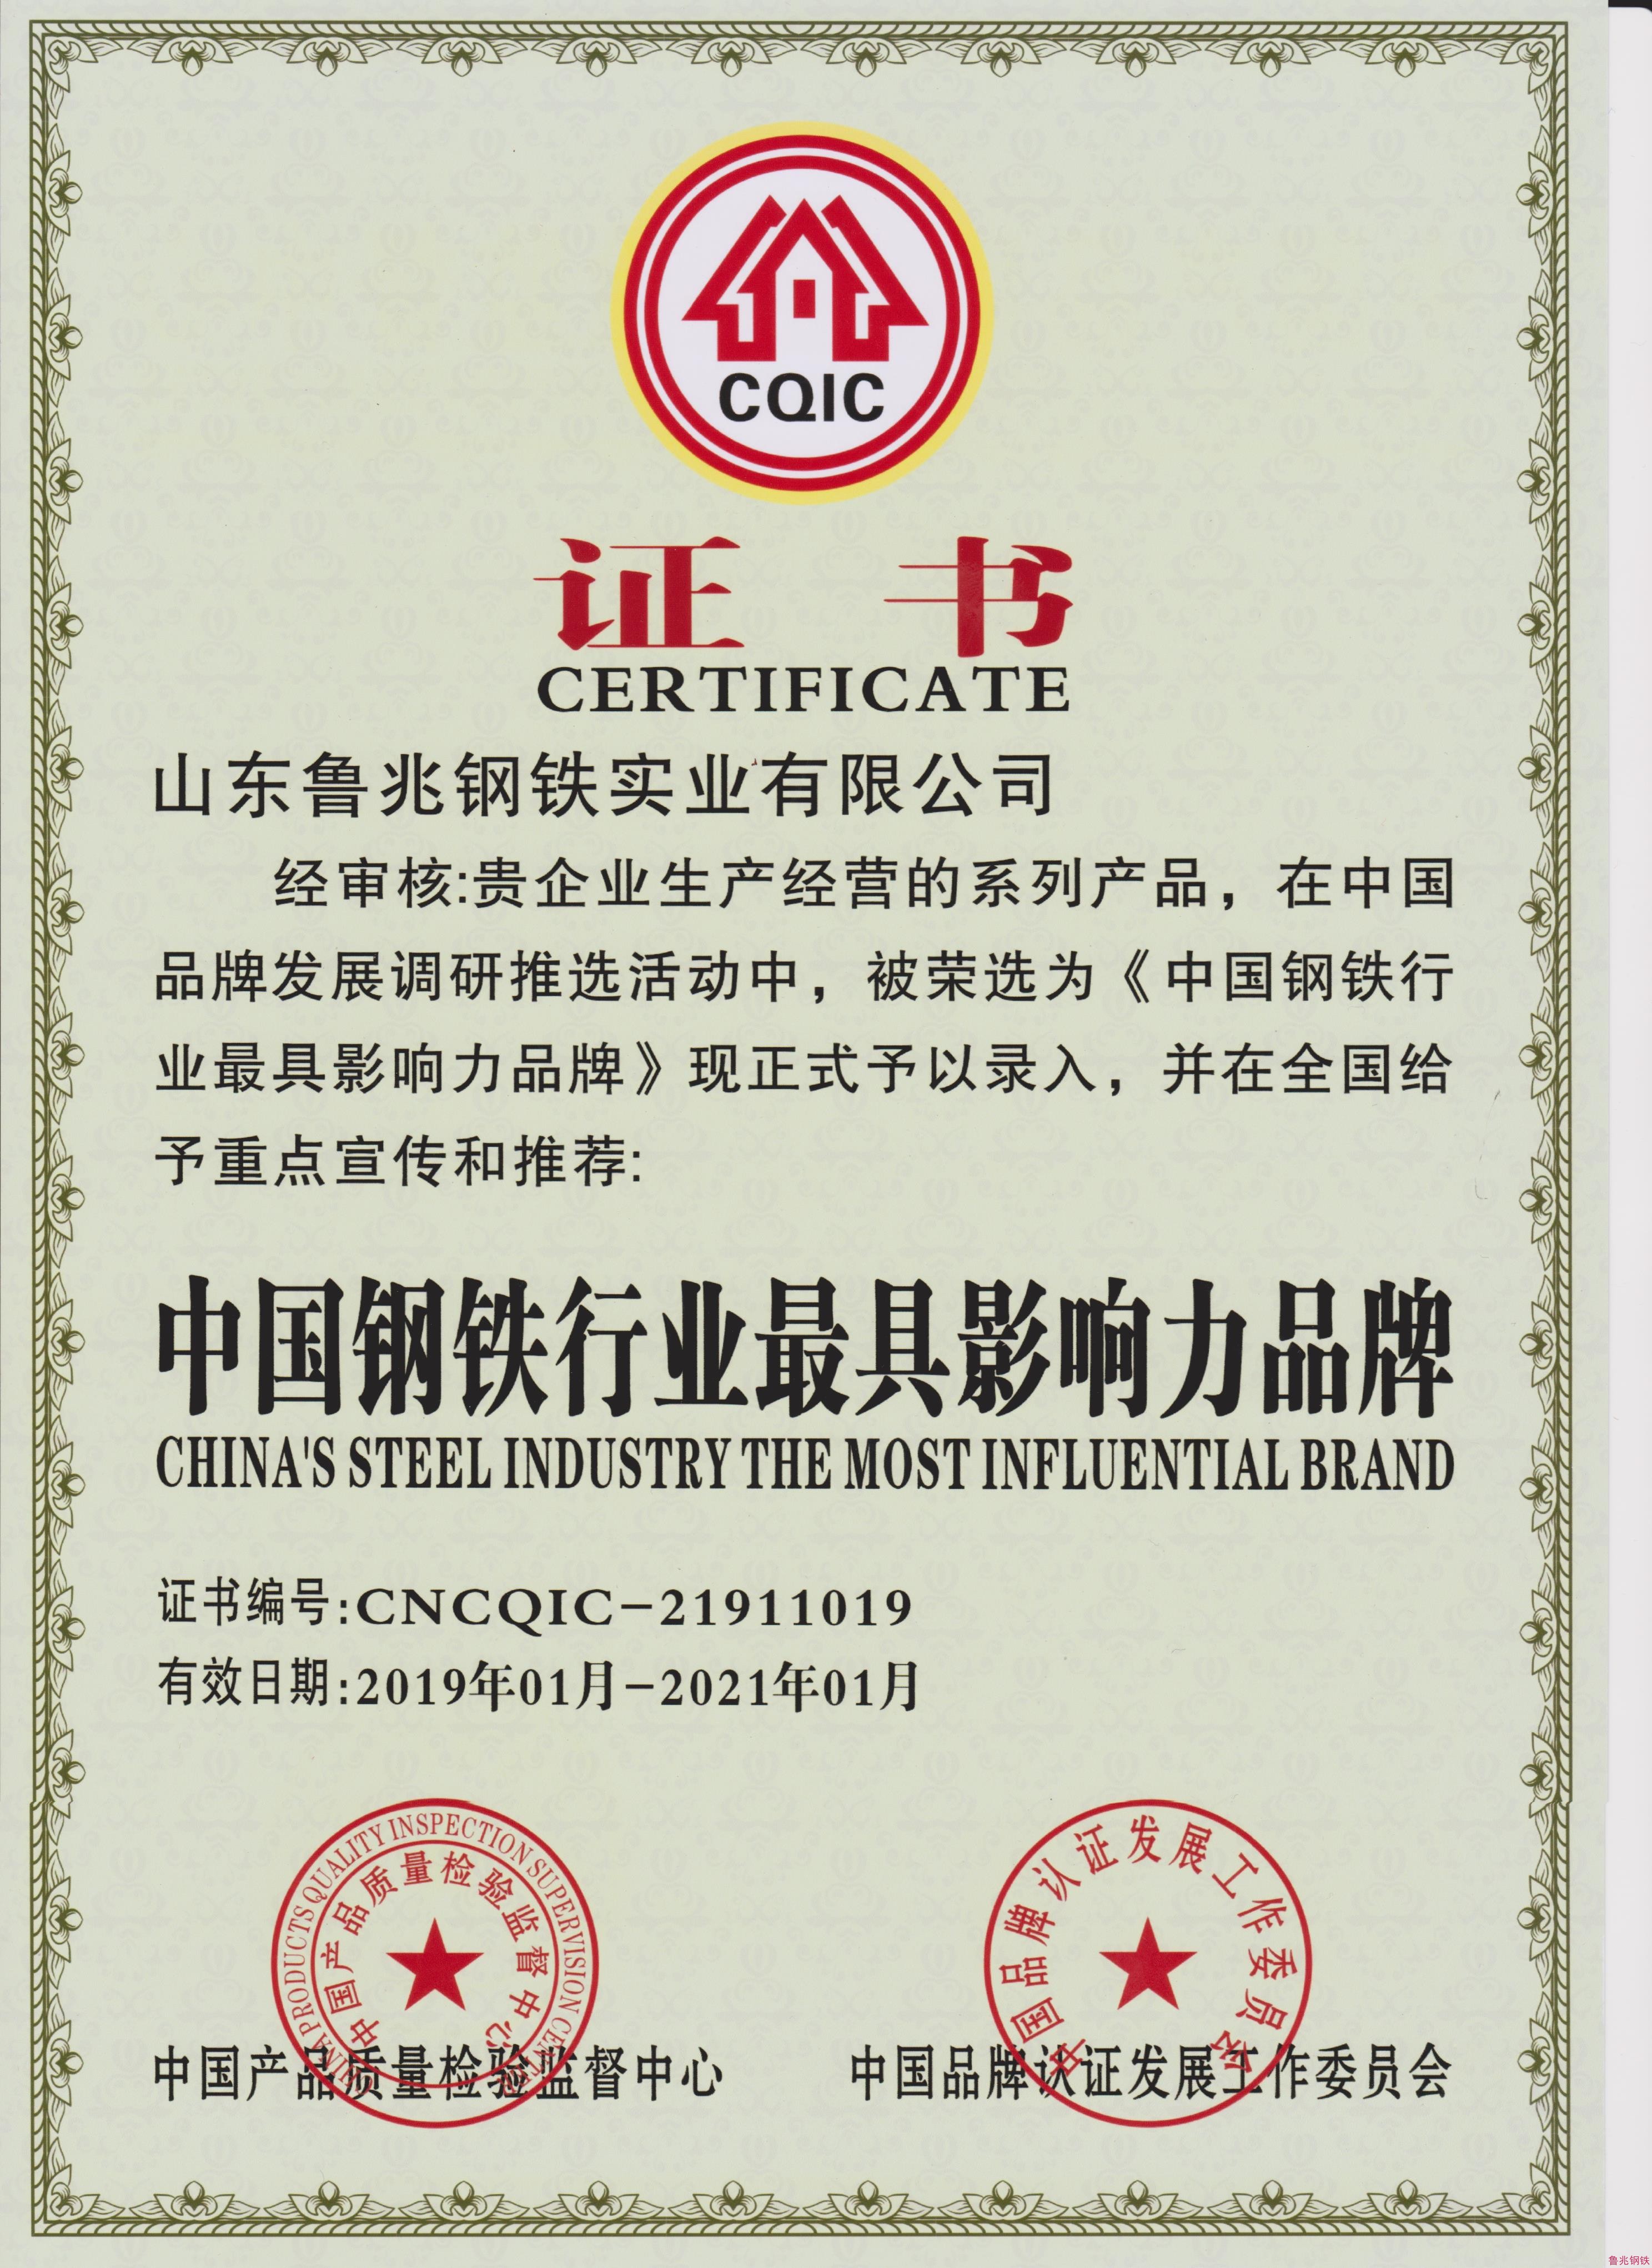 CQIC
证 书
CERTIFICATE
山东鲁兆钢铁实业有限公司
经审核:贵企业生产经营的系列产品，在中国
品牌发展调研推选活动中，被荣选为《中国钢铁行
业最具影响力品牌》现正式予以录入，并在全国给
予重点宣传和推荐:
中国钢铁行业最具影响力品牌
CHINA'S STEEL INDUSTRY THE MOST INFLUENTIAL BRAND
证书编号:CNCQIC-21911019
有效日期:2019年01月-2021年01月
CHINA PRODUCTS QUALITY INSPECTION SUPERVISION CENTER
中国产品质量检验监督中心
中国品牌认证发展工作委员会
中国产品质量检验监督中心
中国品牌认证发展工作委员会
鲁兆钢铁